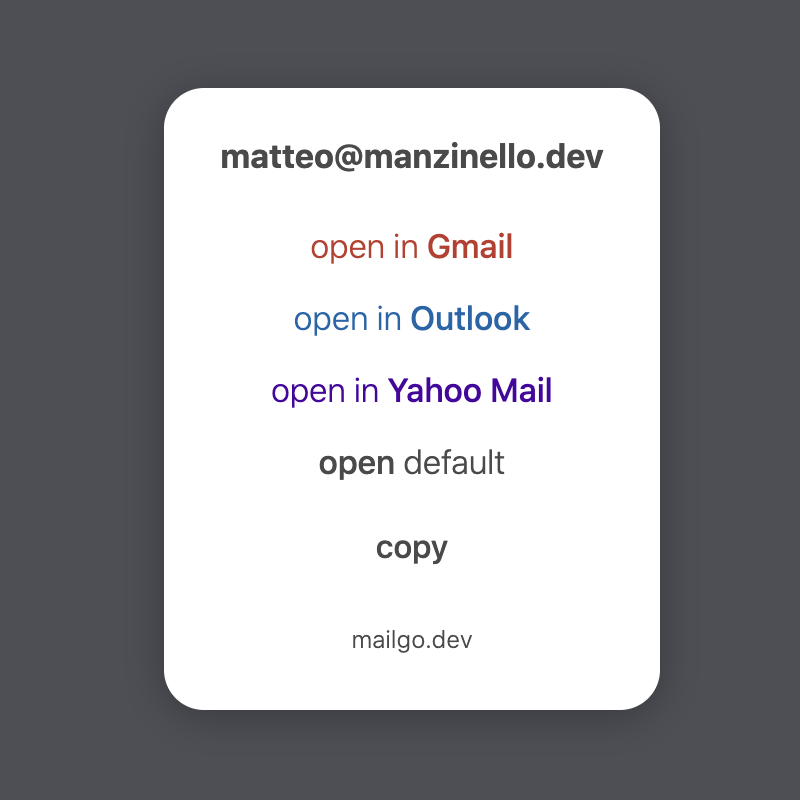 matteo@manzinello.dev
open in Gmail
open in Outlook
open in Yahoo Mail
open default
copy
mailgo.dev